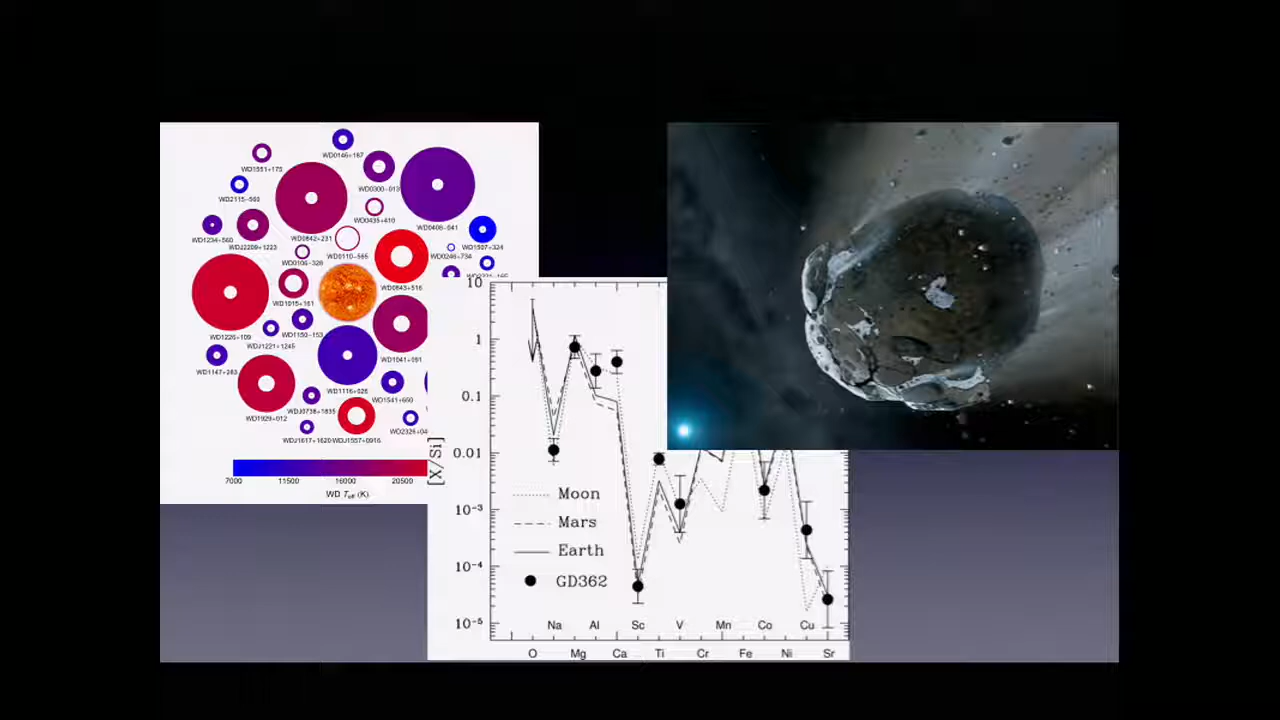 WD0146+187
WD1551+175
WD0300-013
WD2115-560
WD0435+410
WD0408-041
WD1234+560
WDJ2209+1223
WD0842+231
WD0110-565
WD0246+734
WD1507+324
WD0106-328
WD1015+161
WD0843+516
WD1226+109
WDJ1221+1245
WD1150-153
WD1041+091
WD1147+283
WD1116+026
WD1541+650
WD1929+012
WDJ0738+1835
WDJ1617+1620
WDJ1557+0916
WD2326+04
7000 11500 16000 20500
WD Teff (K)
10
1
0.1
0.01
10⁻³
10⁻⁴
10⁻⁵
[X/Si]
Moon
Mars
Earth
GD362
Na Al Sc V Mn Co Cu
O Mg Ca Ti Cr Fe Ni Sr